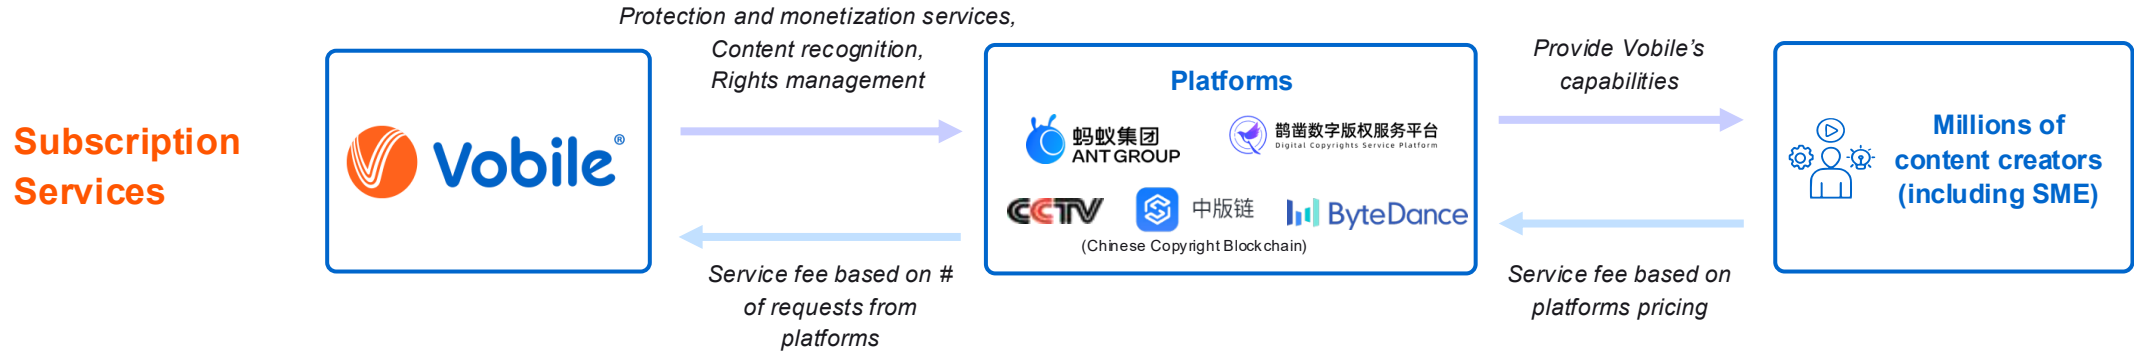 Subscription
Services
Vobile®
Protection and monetization services,
Content recognition,
Rights management
Service fee based on #
of requests from
platforms
Platforms
蚂蚁集团
ANT GROUP
鹊凿数字版权服务平台
Digital Copyrights Service Platform
CCTV
中版链
(Chinese Copyright Blockchain)
ByteDance
Provide Vobile’s
capabilities
Service fee based on
platforms pricing
Millions of
content creators
(including SME)